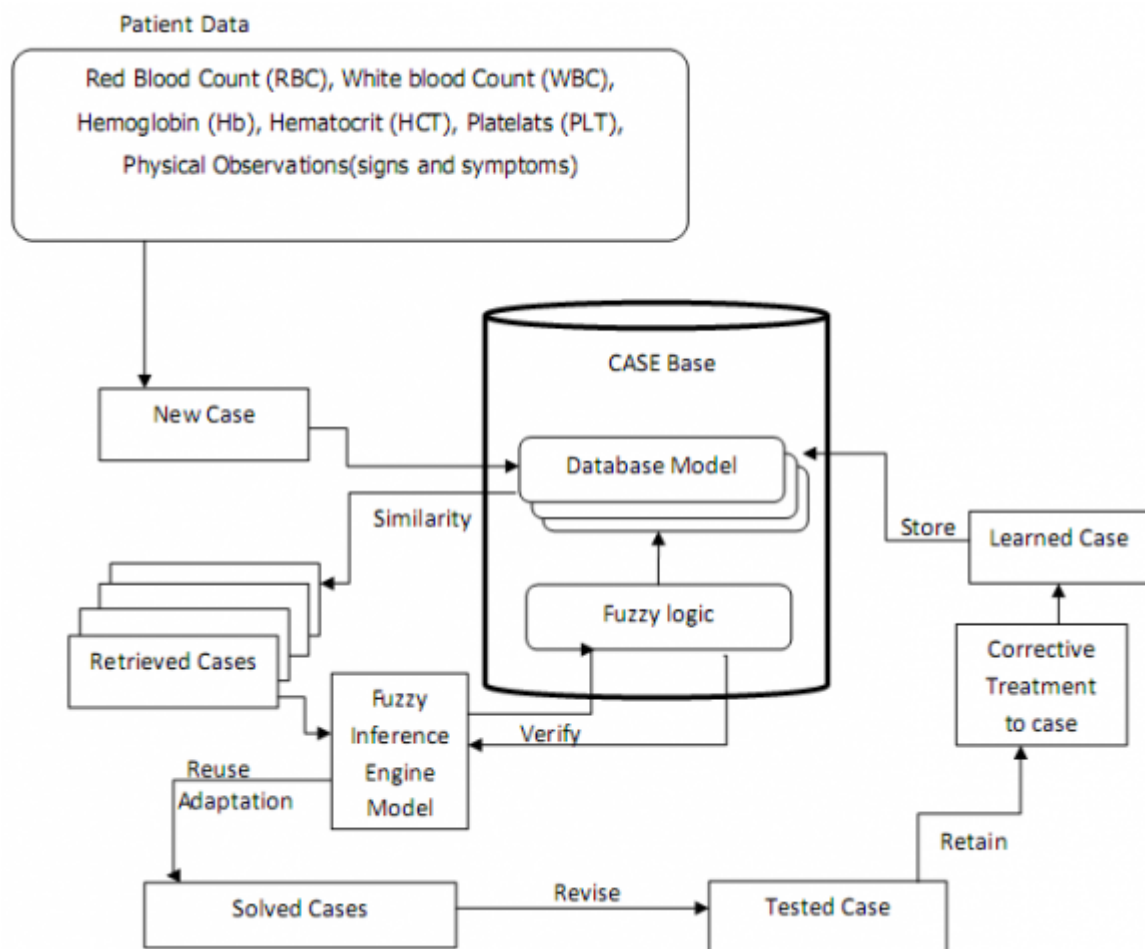 Patient Data
Red Blood Count (RBC), White blood Count (WBC),
Hemoglobin (Hb), Hematocrit (HCT), Platelats (PLT),
Physical Observations(signs and symptoms)
CASE Base
New Case
Database Model
Similarity
Store
Learned Case
Fuzzy logic
Retrieved Cases
Corrective
Treatment
to case
Fuzzy
Inference
Engine
Model
Verify
Reuse
Adaptation
Retain
Solved Cases
Revise
Tested Case